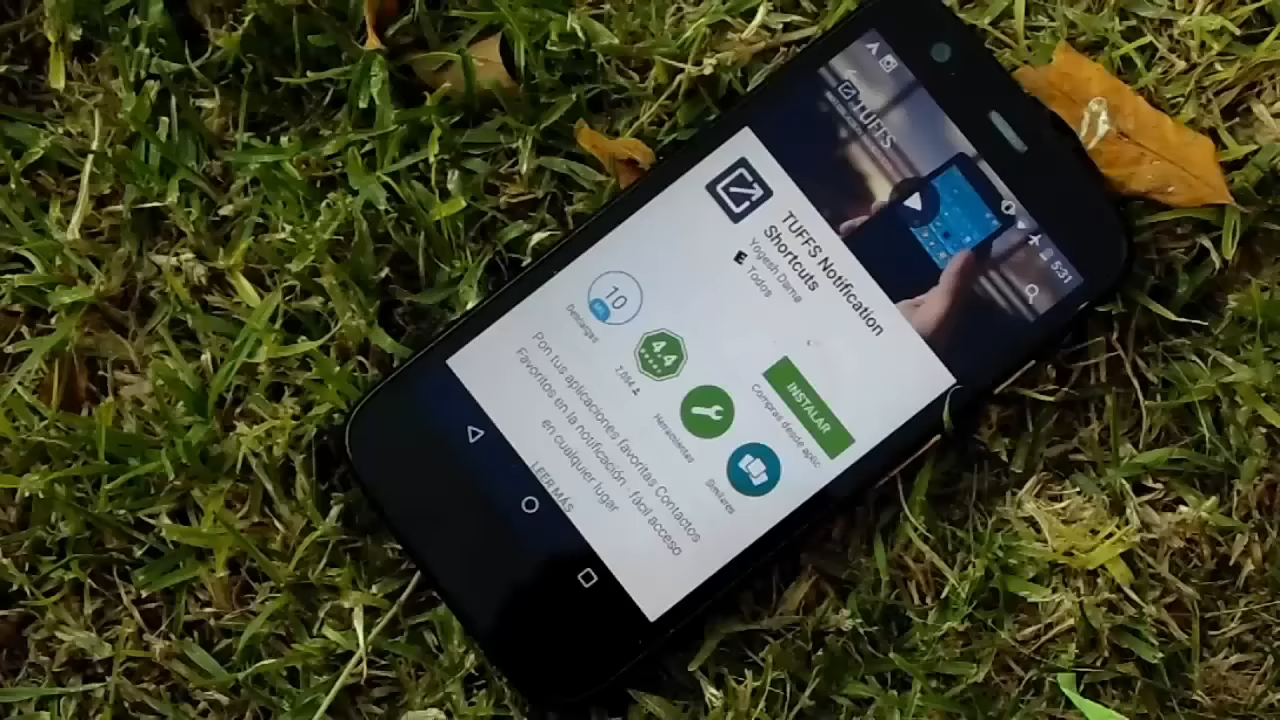 5:31
TUFFS
TUFFS Notification
Shortcuts
Yogesh Dama
E Todos
INSTALAR
Compras desde aplic.
10
Descargas
4.4
Herramientas
Similares
Pon tus aplicaciones favoritas Contactos
Favoritos en la notificación - fácil acceso
en cualquier lugar
LEER MÁS